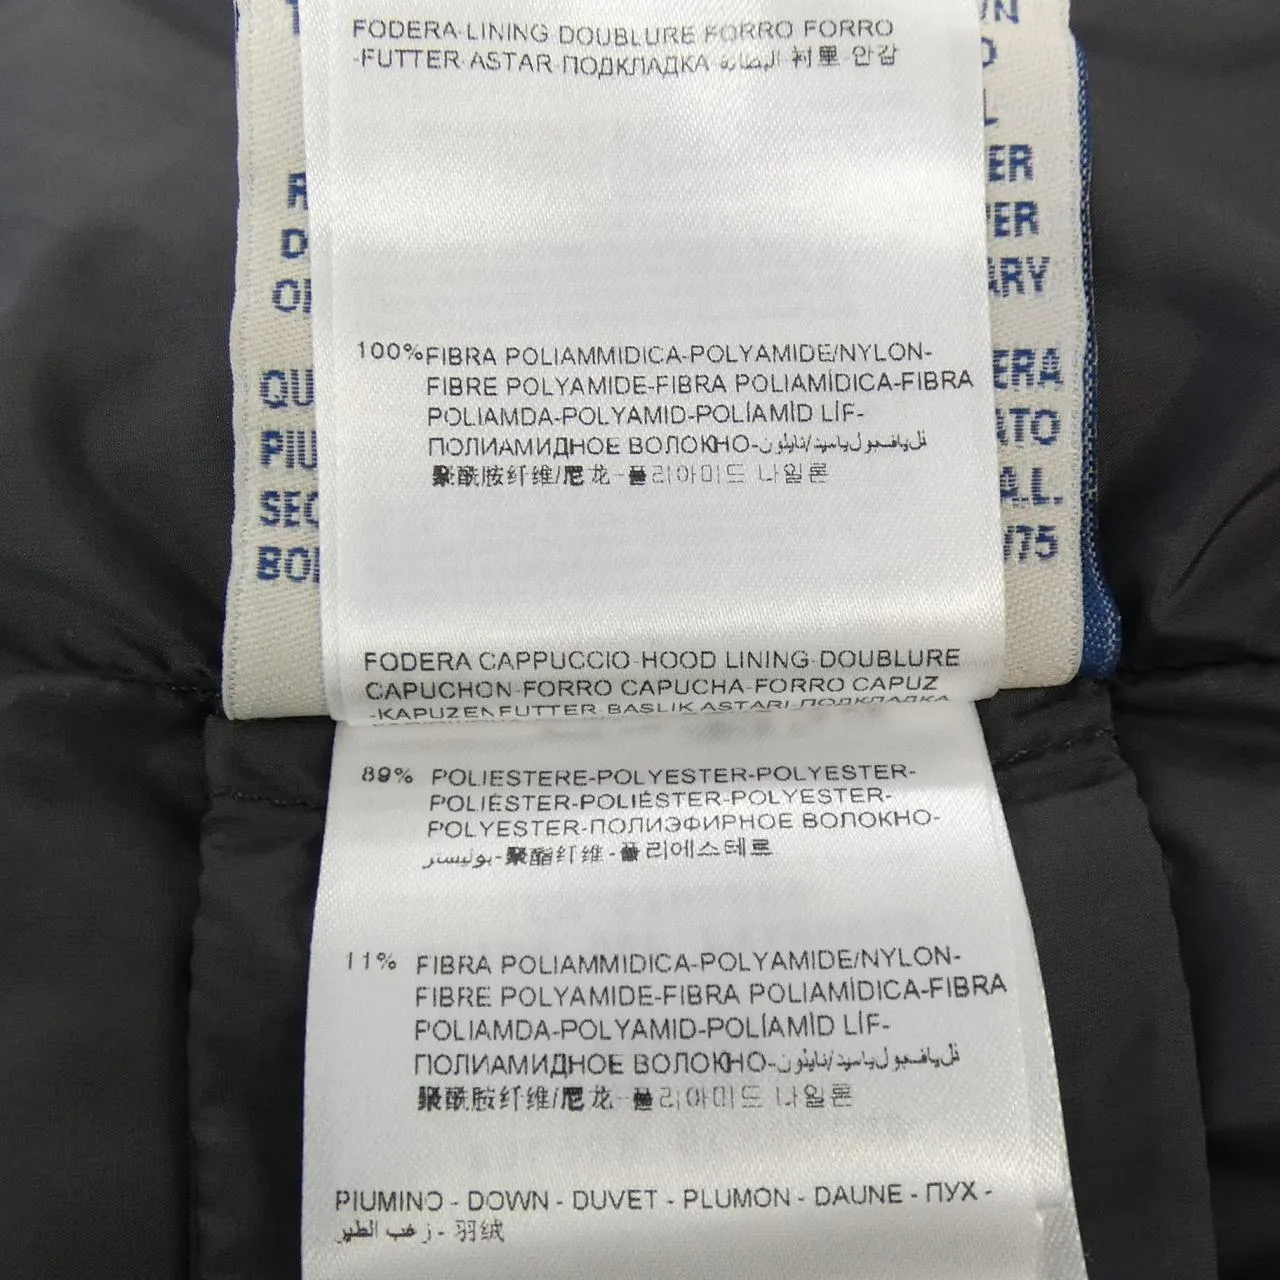 FODERA-LINING DOUBLURE FORRO FORRO
-FUTTER-ASTAR-ПОДКЛАДКА-البطانة 衬里-안감
100% FIBRA POLIAMMIDICA-POLYAMIDE/NYLON-
FIBRE POLYAMIDE-FIBRA POLIAMÍDICA-FIBRA
POLIAMDA-POLYAMID-POLİAMİD LİF-
ПОЛИАМИДНОЕ ВОЛОКНО-
聚酰胺纤维/尼龙-폴리아미드 나일론
FODERA CAPPUCCIO-HOOD LINING-DOUBLURE
CAPUCHON-FORRO CAPUCHA-FORRO CAPUZ
-KAPUZENFUTTER-BASLIK ASTARI-ПОДКЛАДКА
89% POLIESTERE-POLYESTER-POLYESTER-
POLIÉSTER-POLIÉSTER-POLYESTER-
POLYESTER-ПОЛИЭФИРНОЕ ВОЛОКНО-
بوليستر-聚酯纤维-폴리에스테르
11% FIBRA POLIAMMIDICA-POLYAMIDE/NYLON-
FIBRE POLYAMIDE-FIBRA POLIAMÍDICA-FIBRA
POLIAMDA-POLYAMID-POLİAMİD LİF-
ПОЛИАМИДНОЕ ВОЛОКНО-
聚酰胺纤维/尼龙-폴리아미드 나일론
PIUMINO - DOWN - DUVET - PLUMON - DAUNE - ПУХ -
زغب الطير - 羽绒